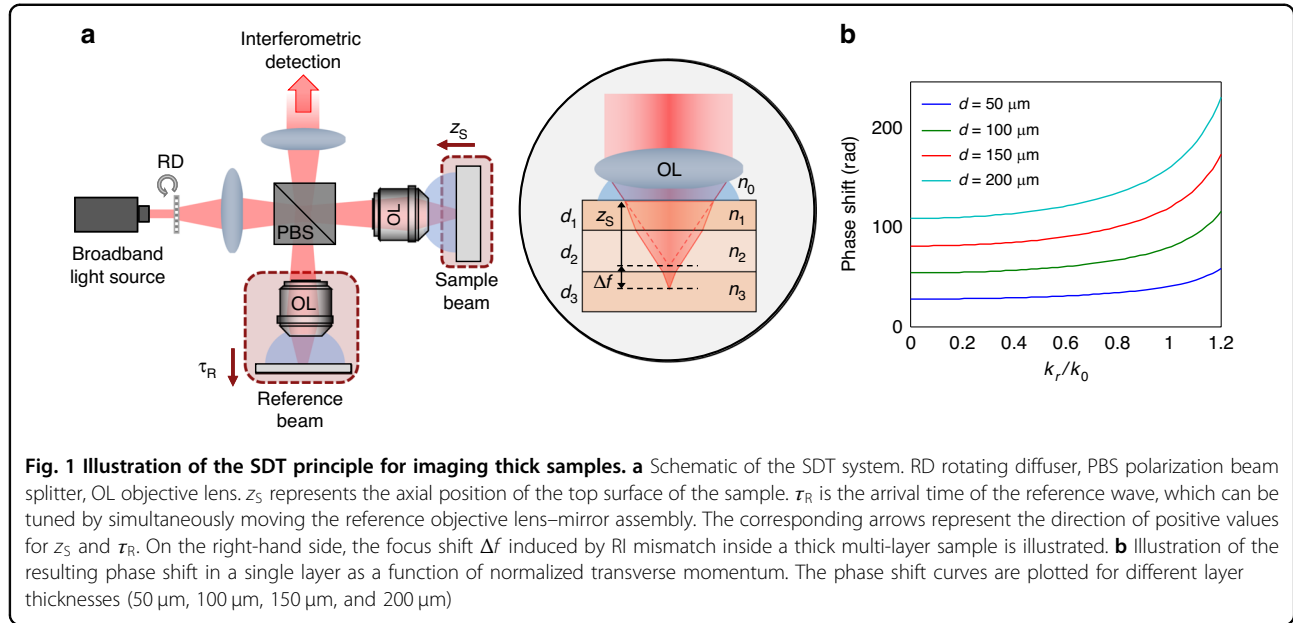 a
Interferometric
detection
RD
Broadband
light source
PBS
OL
zS
Sample
beam
OL
τR
Reference
beam
OL
n0
d1
zS
n1
d2
n2
Δf
d3
n3
b
Phase shift (rad)
200
100
0
d = 50 μm
d = 100 μm
d = 150 μm
d = 200 μm
0 0.2 0.4 0.6 0.8 1 1.2
kr/k0
Fig. 1 Illustration of the SDT principle for imaging thick samples. a Schematic of the SDT system. RD rotating diffuser, PBS polarization beam
splitter, OL objective lens. zS represents the axial position of the top surface of the sample. τR is the arrival time of the reference wave, which can be
tuned by simultaneously moving the reference objective lens–mirror assembly. The corresponding arrows represent the direction of positive values
for zS and τR. On the right-hand side, the focus shift Δf induced by RI mismatch inside a thick multi-layer sample is illustrated. b Illustration of the
resulting phase shift in a single layer as a function of normalized transverse momentum. The phase shift curves are plotted for different layer
thicknesses (50 μm, 100 μm, 150 μm, and 200 μm)